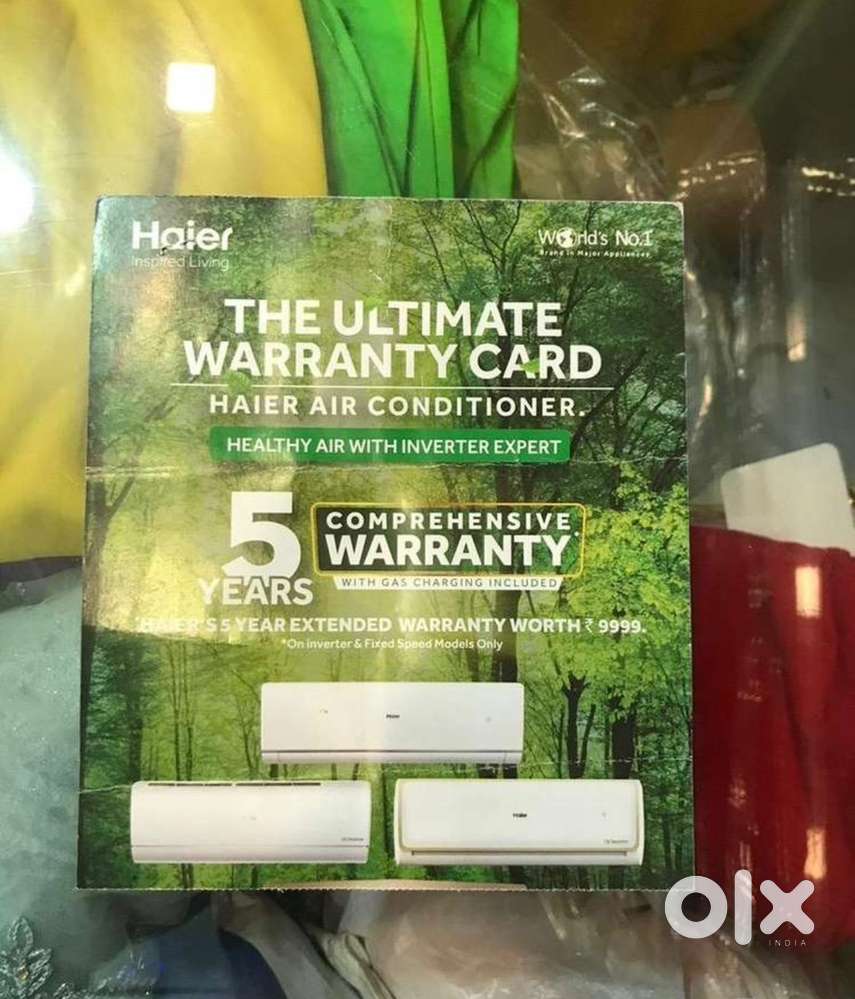 Haier
Inspired Living
World's No.1
Brand in Major Appliances
THE ULTIMATE
WARRANTY CARD
HAIER AIR CONDITIONER.
HEALTHY AIR WITH INVERTER EXPERT
5
YEARS
COMPREHENSIVE
WARRANTY*
WITH GAS CHARGING INCLUDED
HAIER'S 5 YEAR EXTENDED WARRANTY WORTH ₹ 9999.
*On inverter & Fixed Speed Models Only
Haier
Haier
olx
INDIA